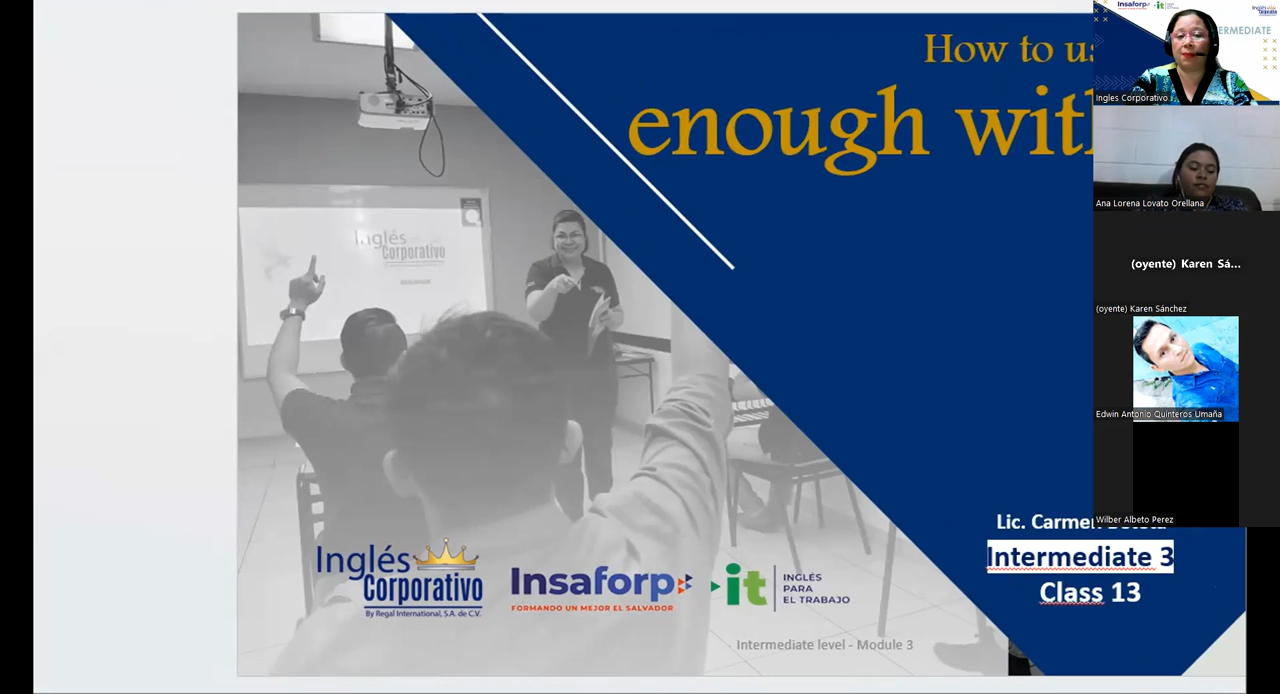 How to
enough
Lic. Carmen
Intermediate 3
Class 13
Intermediate level - Module 3
Inglés
Corporativo
By Regal International, S.A. de C.V.
Insaforp
FORMANDO UN MEJOR EL SALVADOR
it
INGLÉS
PARA
EL TRABAJO
Inglés
Corporativo
Insaforp
it
Ingles Corporativo
Ana Lorena Lovato Orellana
(oyente) Karen Sá...
(oyente) Karen Sánchez
Edwin Antonio Quinteros Umaña
Wilber Albeto Perez